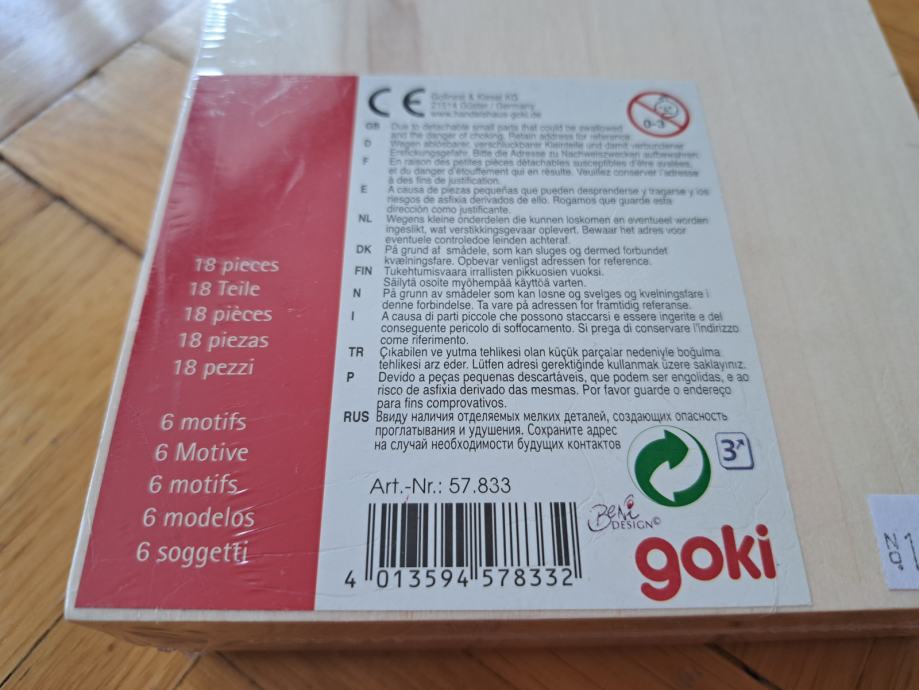 18 pieces
18 Teile
18 pièces
18 piezas
18 pezzi
6 motifs
6 Motive
6 motifs
6 modelos
6 soggetti
CE
Gollnest & Kiesel KG
21514 Güster / Germany
www.handelshaus-goki.de
0-3
GB Due to detachable small parts that could be swallowed
and the danger of choking. Retain address for reference.
D Wegen ablösbarer, verschluckbarer Kleinteile und damit verbundener
Erstickungsgefahr. Bitte die Adresse zu Nachweiszwecken aufbewahren.
F En raison des petites pièces détachables susceptibles d'être avalées,
et du danger d'étouffement qui en résulte. Veuillez conserver l'adresse
à des fins de justification.
E A causa de piezas pequeñas que pueden desprenderse y tragarse y los
riesgos de asfixia derivados de ello. Rogamos que guarde esta
dirección como justificante.
NL Wegens kleine onderdelen die kunnen loskomen en eventueel worden
ingeslikt, wat verstikkingsgevaar oplevert. Bewaar het adres voor
eventuele controledoe leinden achteraf.
DK På grund af smådele, som kan sluges og dermed forbundet
kvælningsfare. Opbevar venligst adressen for reference.
FIN Tukehtumisvaara irrallisten pikkuosien vuoksi.
Säilytä osoite myöhempää käyttöä varten.
N På grunn av smådeler som kan løsne og svelges og kvelningsfare i
denne forbindelse. Ta vare på adressen for framtidig referanse.
I A causa di parti piccole che possono staccarsi e essere ingerite e del
conseguente pericolo di soffocamento. Si prega di conservare l'indirizzo
come riferimento.
TR Çikabilen ve yutma tehlikesi olan küçük parçalar nedeniyle boğulma
tehlikesi arz eder. Lütfen adresi gerektiğinde kullanmak üzere saklayınız.
P Devido a peças pequenas descartáveis, que podem ser engolidas, e ao
risco de asfixia derivado das mesmas. Por favor guarde o endereço
para fins comprovativos.
RUS Ввиду наличия отделяемых мелких деталей, создающих опасность
проглатывания и удушения. Сохраните адрес
на случай необходимости будущих контактов
3
Art.-Nr.: 57.833
4 013594 578332
Beni
DESIGN©
goki